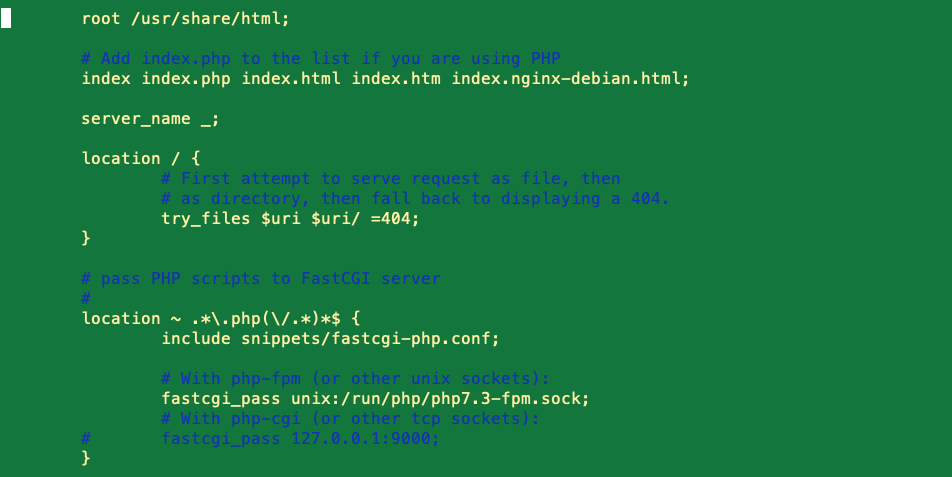 root /usr/share/html;
# Add index.php to the list if you are using PHP
index index.php index.html index.htm index.nginx-debian.html;
server_name _;
location / {
# First attempt to serve request as file, then
# as directory, then fall back to displaying a 404.
try_files $uri $uri/ =404;
}
# pass PHP scripts to FastCGI server
#
location ~ .*\.php(\/.*)*$ {
include snippets/fastcgi-php.conf;
# With php-fpm (or other unix sockets):
fastcgi_pass unix:/run/php/php7.3-fpm.sock;
# With php-cgi (or other tcp sockets):
# fastcgi_pass 127.0.0.1:9000;
}